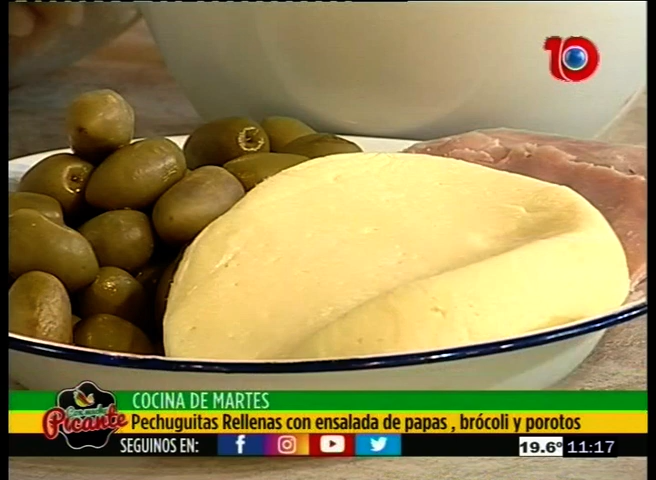 10
COCINA DE MARTES
Picante
Pechuguitas Rellenas con ensalada de papas , brócoli y porotos
SEGUINOS EN:
19.6° 11:17